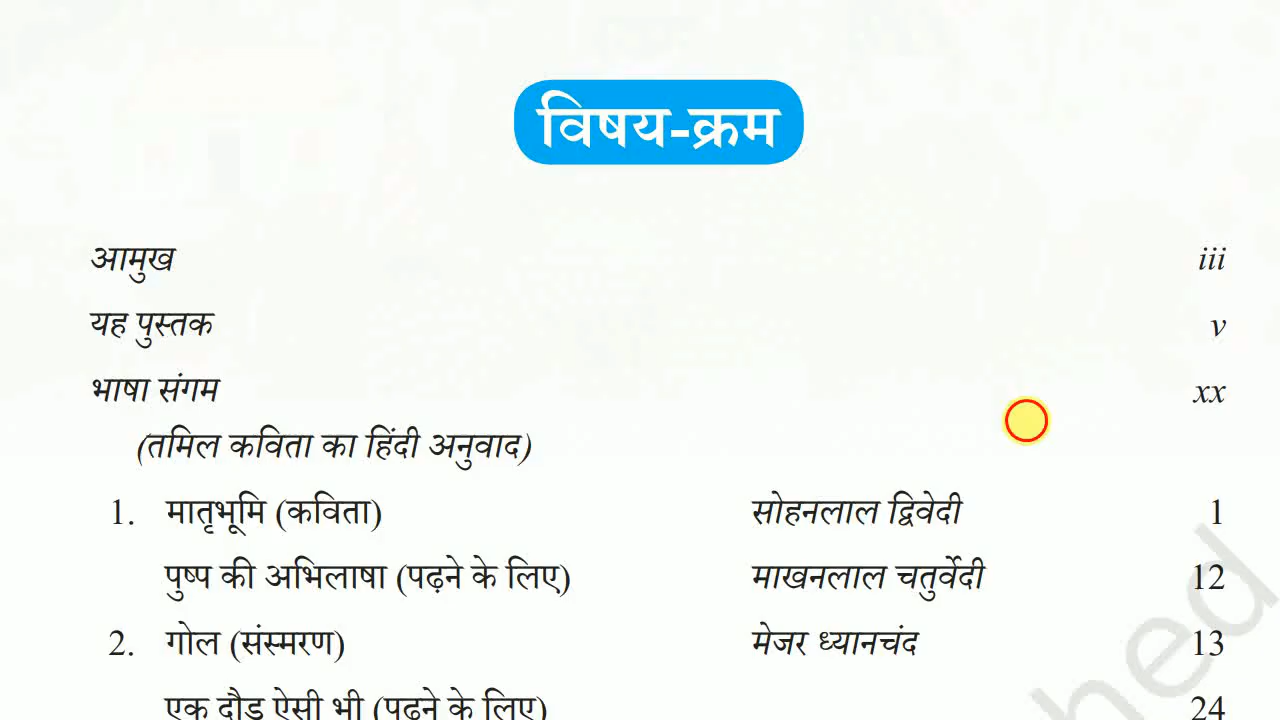 विषय-क्रम
आमुख iii
यह पुस्तक v
भाषा संगम xx
(तमिल कविता का हिंदी अनुवाद)
1. मातृभूमि (कविता) सोहनलाल द्विवेदी 1
पुष्प की अभिलाषा (पढ़ने के लिए) माखनलाल चतुर्वेदी 12
2. गोल (संस्मरण) मेजर ध्यानचंद 13
एक दौड़ ऐसी भी (पढ़ने के लिए) 24
hed